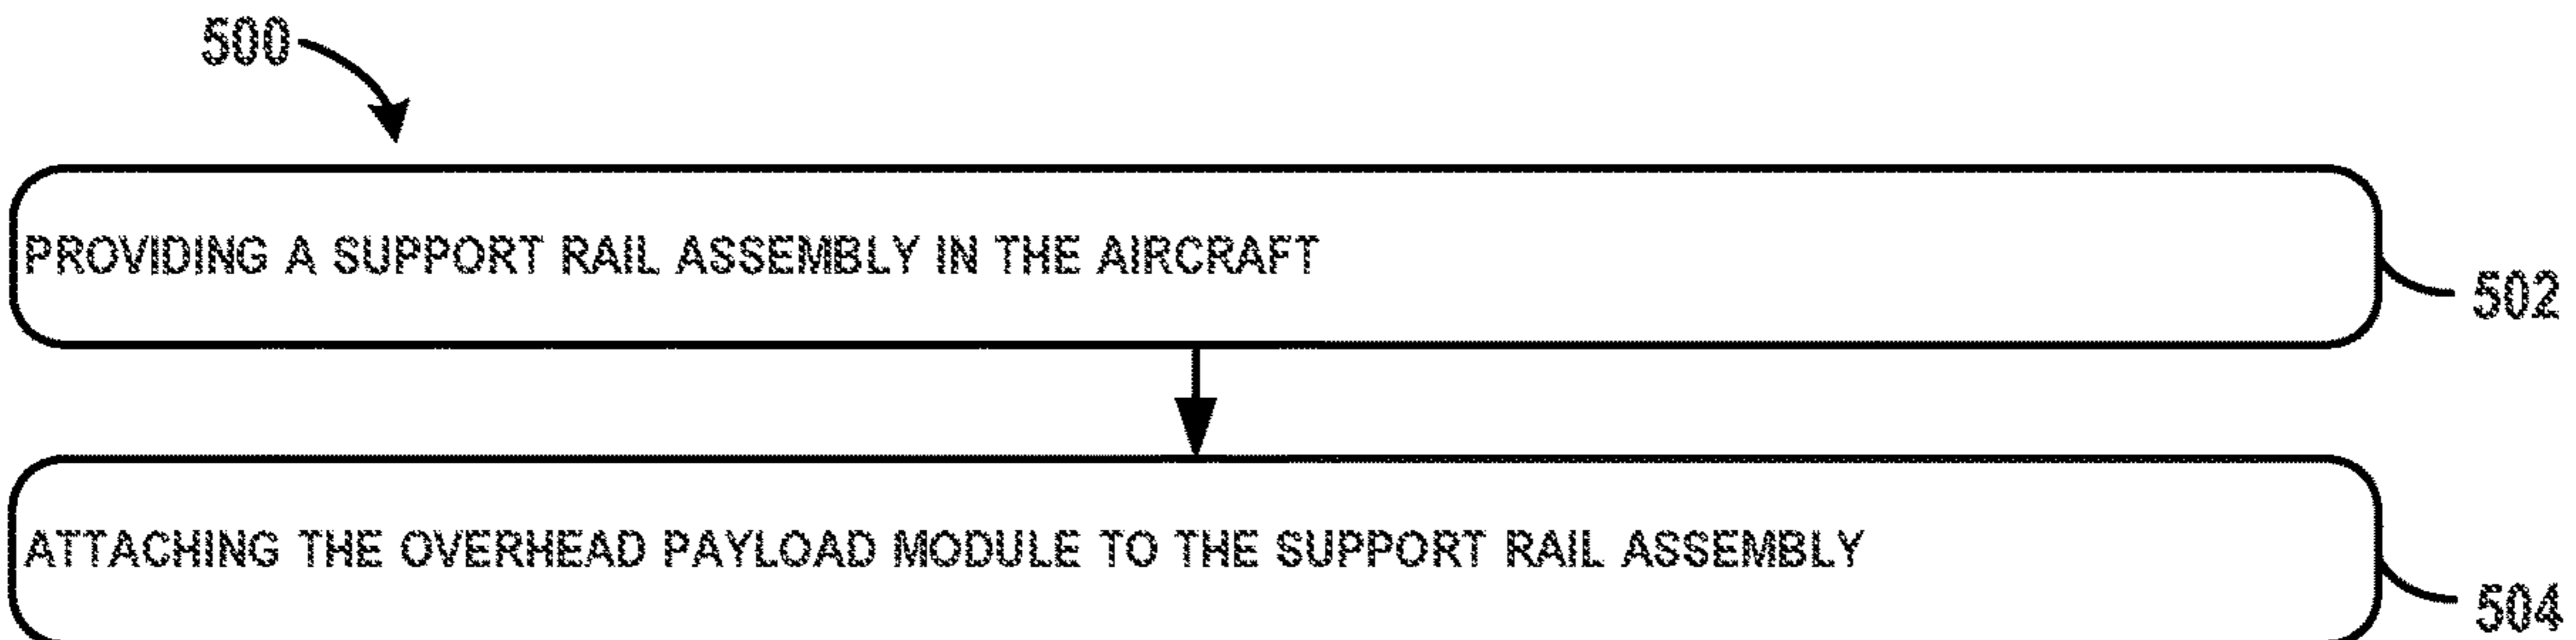 500
PROVIDING A SUPPORT RAIL ASSEMBLY IN THE AIRCRAFT
502
ATTACHING THE OVERHEAD PAYLOAD MODULE TO THE SUPPORT RAIL ASSEMBLY
504